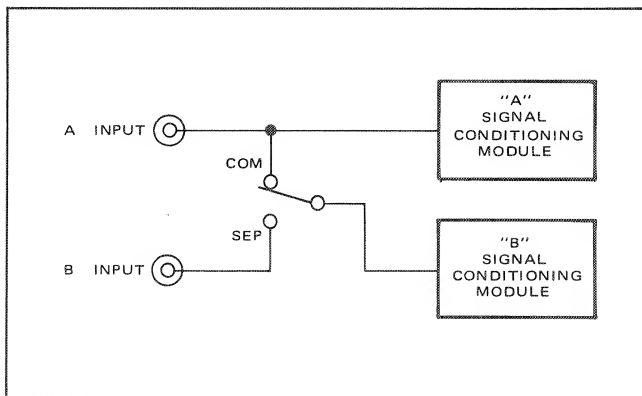 A INPUT
"A"
SIGNAL
CONDITIONING
MODULE
COM
SEP
B INPUT
"B"
SIGNAL
CONDITIONING
MODULE